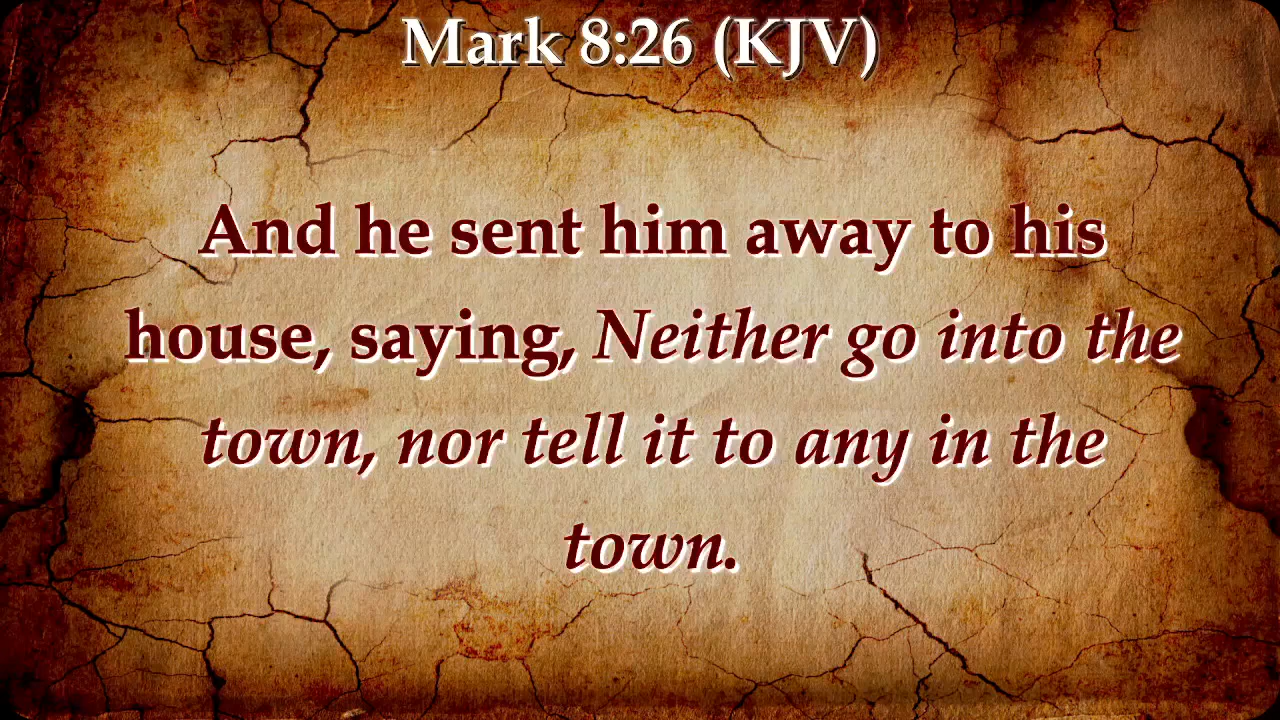 Mark 8:26 (KJV)
And he sent him away to his
house, saying, Neither go into the
town, nor tell it to any in the
town.